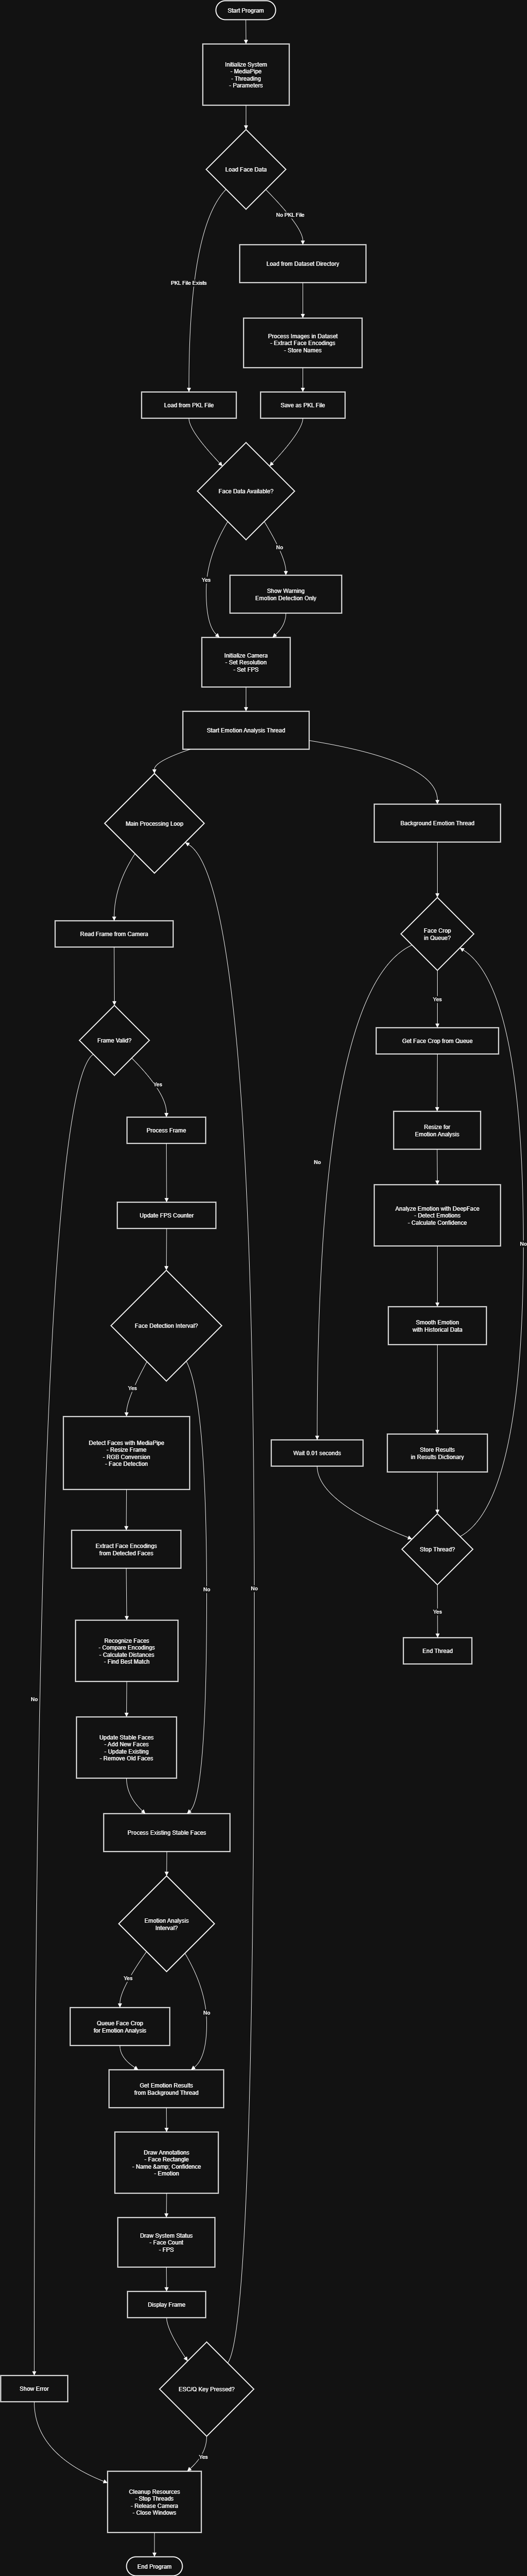 Start Program
Initialize System
- MediaPipe
- Threading
- Parameters
Load Face Data
No PKL File
Load from Dataset Directory
PKL File Exists
Process Images in Dataset
- Extract Face Encodings
- Store Names
Load from PKL File
Save as PKL File
Face Data Available?
No
Yes
Show Warning
Emotion Detection Only
Initialize Camera
- Set Resolution
- Set FPS
Start Emotion Analysis Thread
Main Processing Loop
Background Emotion Thread
Read Frame from Camera
Face Crop
in Queue?
Yes
Frame Valid?
Get Face Crop from Queue
Yes
Process Frame
Resize for
Emotion Analysis
No
Update FPS Counter
Analyze Emotion with DeepFace
- Detect Emotions
- Calculate Confidence
No
Face Detection Interval?
Smooth Emotion
with Historical Data
Yes
Detect Faces with MediaPipe
- Resize Frame
- RGB Conversion
- Face Detection
Wait 0.01 seconds
Store Results
in Results Dictionary
Extract Face Encodings
from Detected Faces
Stop Thread?
No
No
Yes
Recognize Faces
- Compare Encodings
- Calculate Distances
- Find Best Match
End Thread
No
Update Stable Faces
- Add New Faces
- Update Existing
- Remove Old Faces
Process Existing Stable Faces
Emotion Analysis
Interval?
Yes
No
Queue Face Crop
for Emotion Analysis
Get Emotion Results
from Background Thread
Draw Annotations
- Face Rectangle
- Name &amp; Confidence
- Emotion
Draw System Status
- Face Count
- FPS
Display Frame
Show Error
ESC/Q Key Pressed?
Yes
Cleanup Resources
- Stop Threads
- Release Camera
- Close Windows
End Program